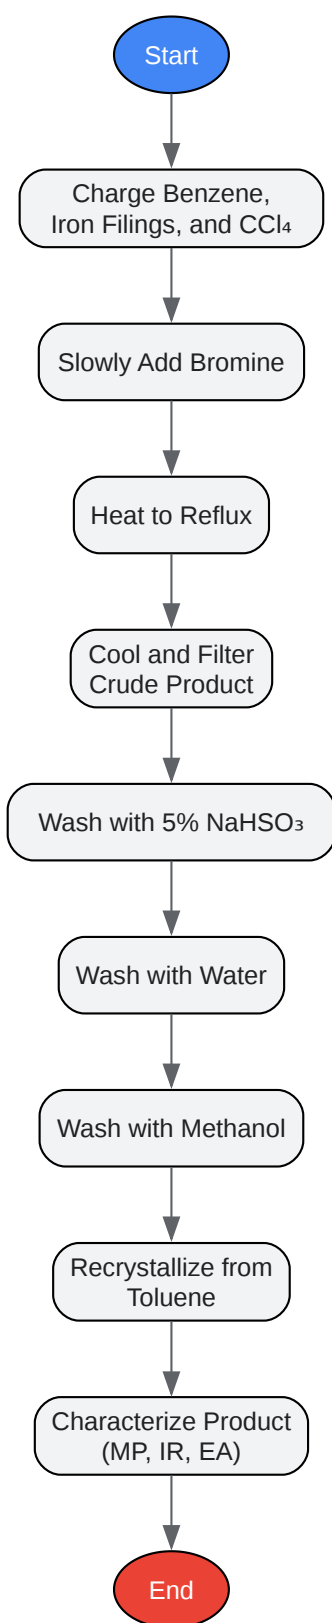 Start
Charge Benzene,
Iron Filings, and CCl₄
Slowly Add Bromine
Heat to Reflux
Cool and Filter
Crude Product
Wash with 5% NaHSO₃
Wash with Water
Wash with Methanol
Recrystallize from
Toluene
Characterize Product
(MP, IR, EA)
End